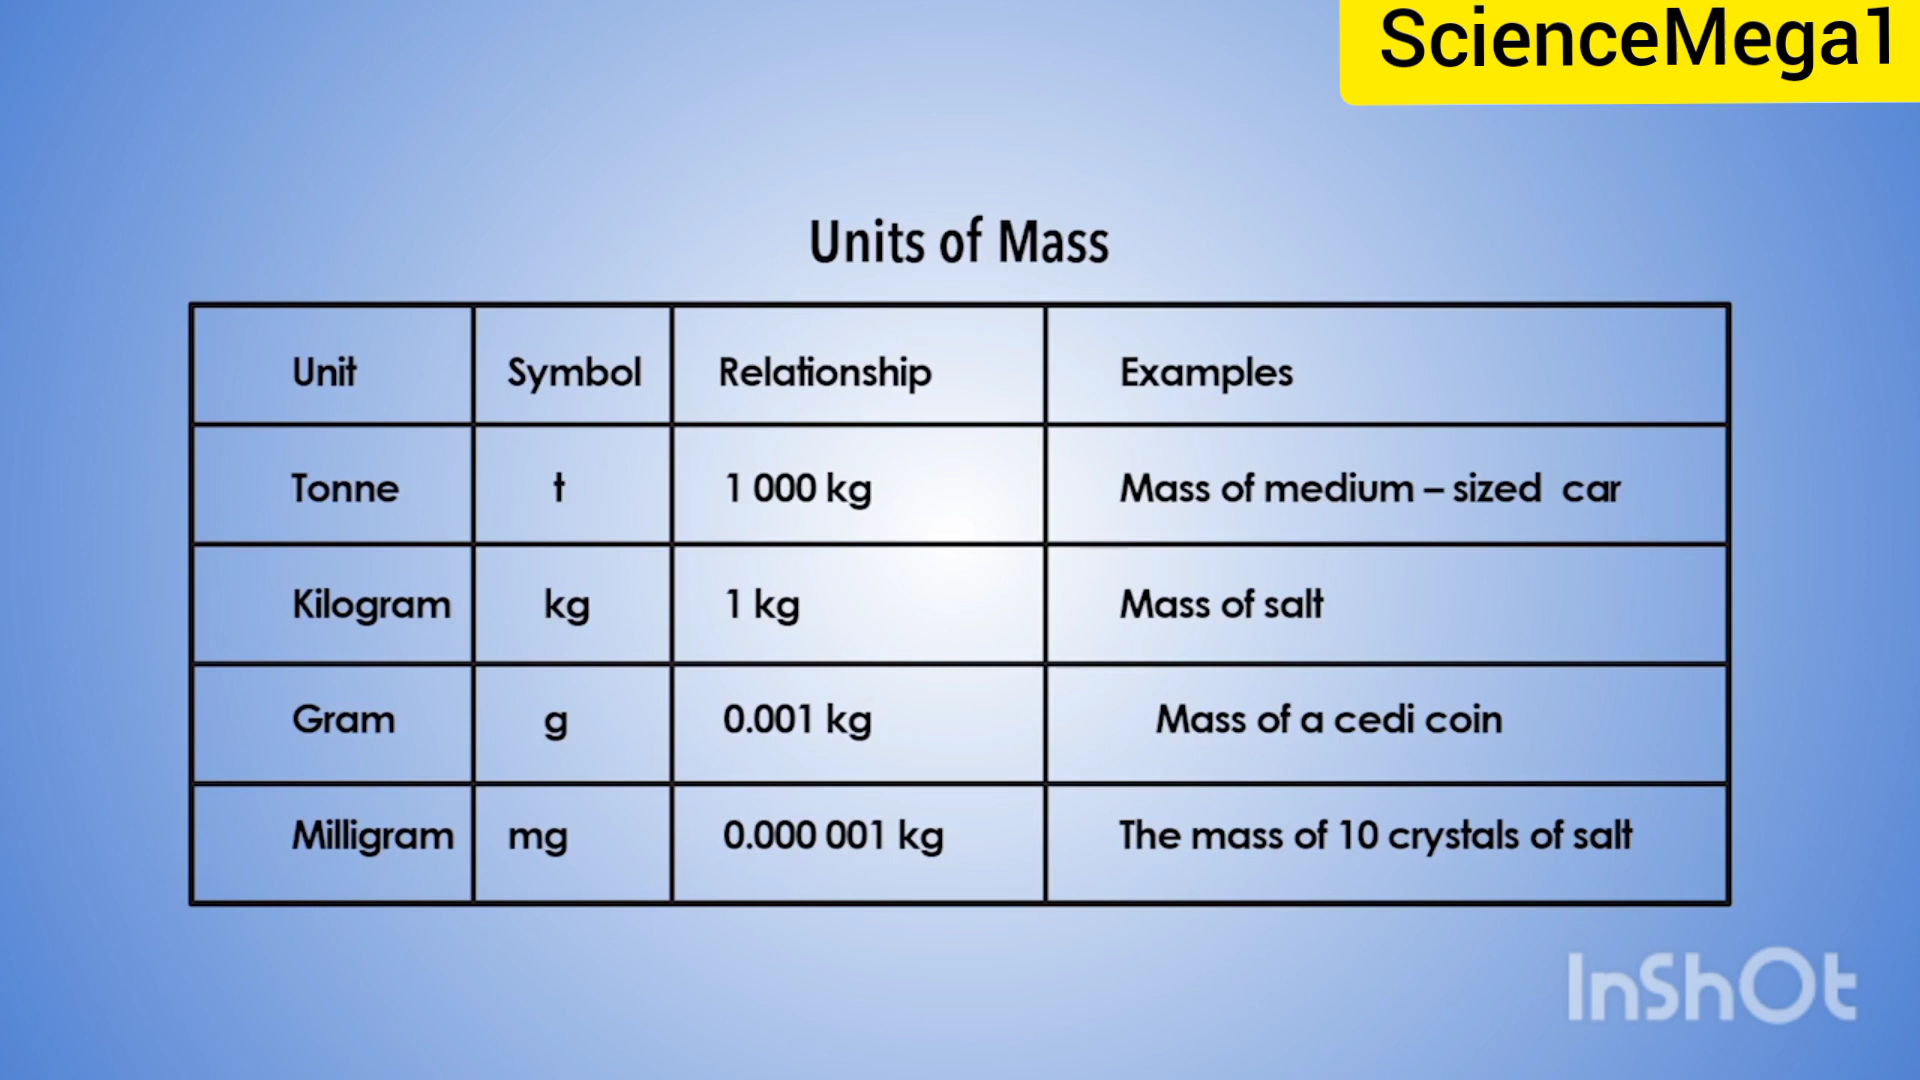 ScienceMega1
Units of Mass
Unit Symbol Relationship Examples
Tonne t 1 000 kg Mass of medium – sized car
Kilogram kg 1 kg Mass of salt
Gram g 0.001 kg Mass of a cedi coin
Milligram mg 0.000 001 kg The mass of 10 crystals of salt
InShOt